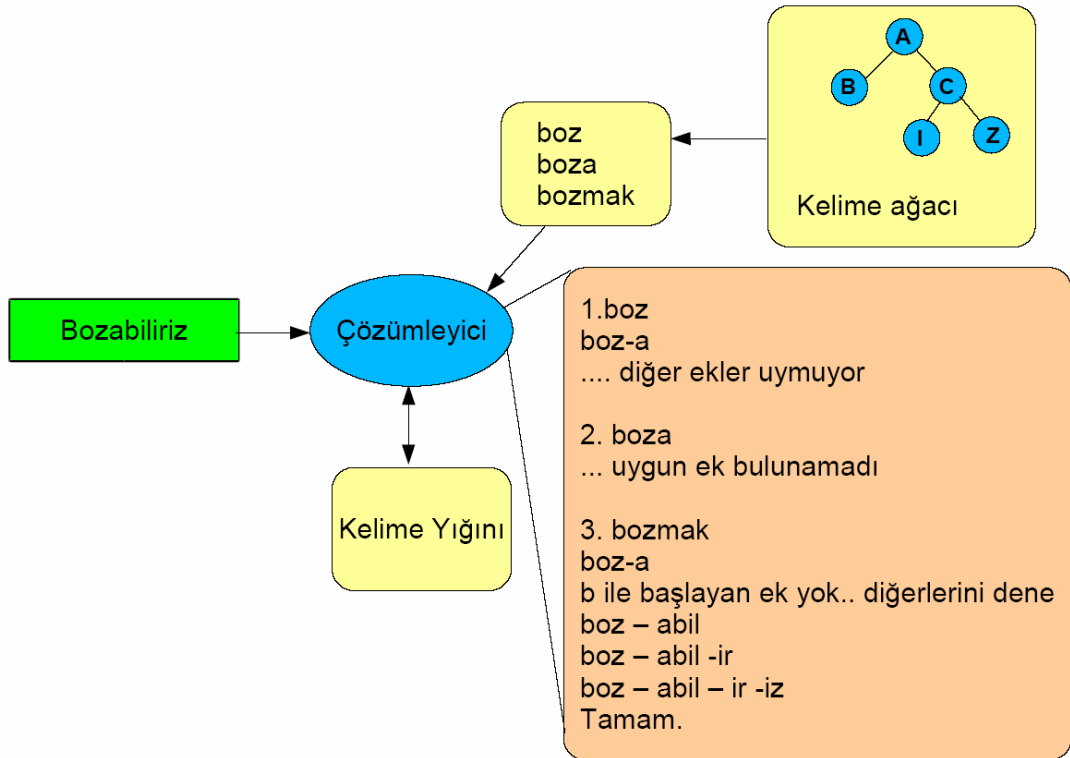 A
B
C
I
Z
Kelime ağacı
boz
boza
bozmak
Bozabiliriz
Çözümleyici
Kelime Yığını
1.boz
boz-a
.... diğer ekler uymuyor
2. boza
... uygun ek bulunamadı
3. bozmak
boz-a
b ile başlayan ek yok.. diğerlerini dene
boz – abil
boz – abil -ir
boz – abil – ir -iz
Tamam.